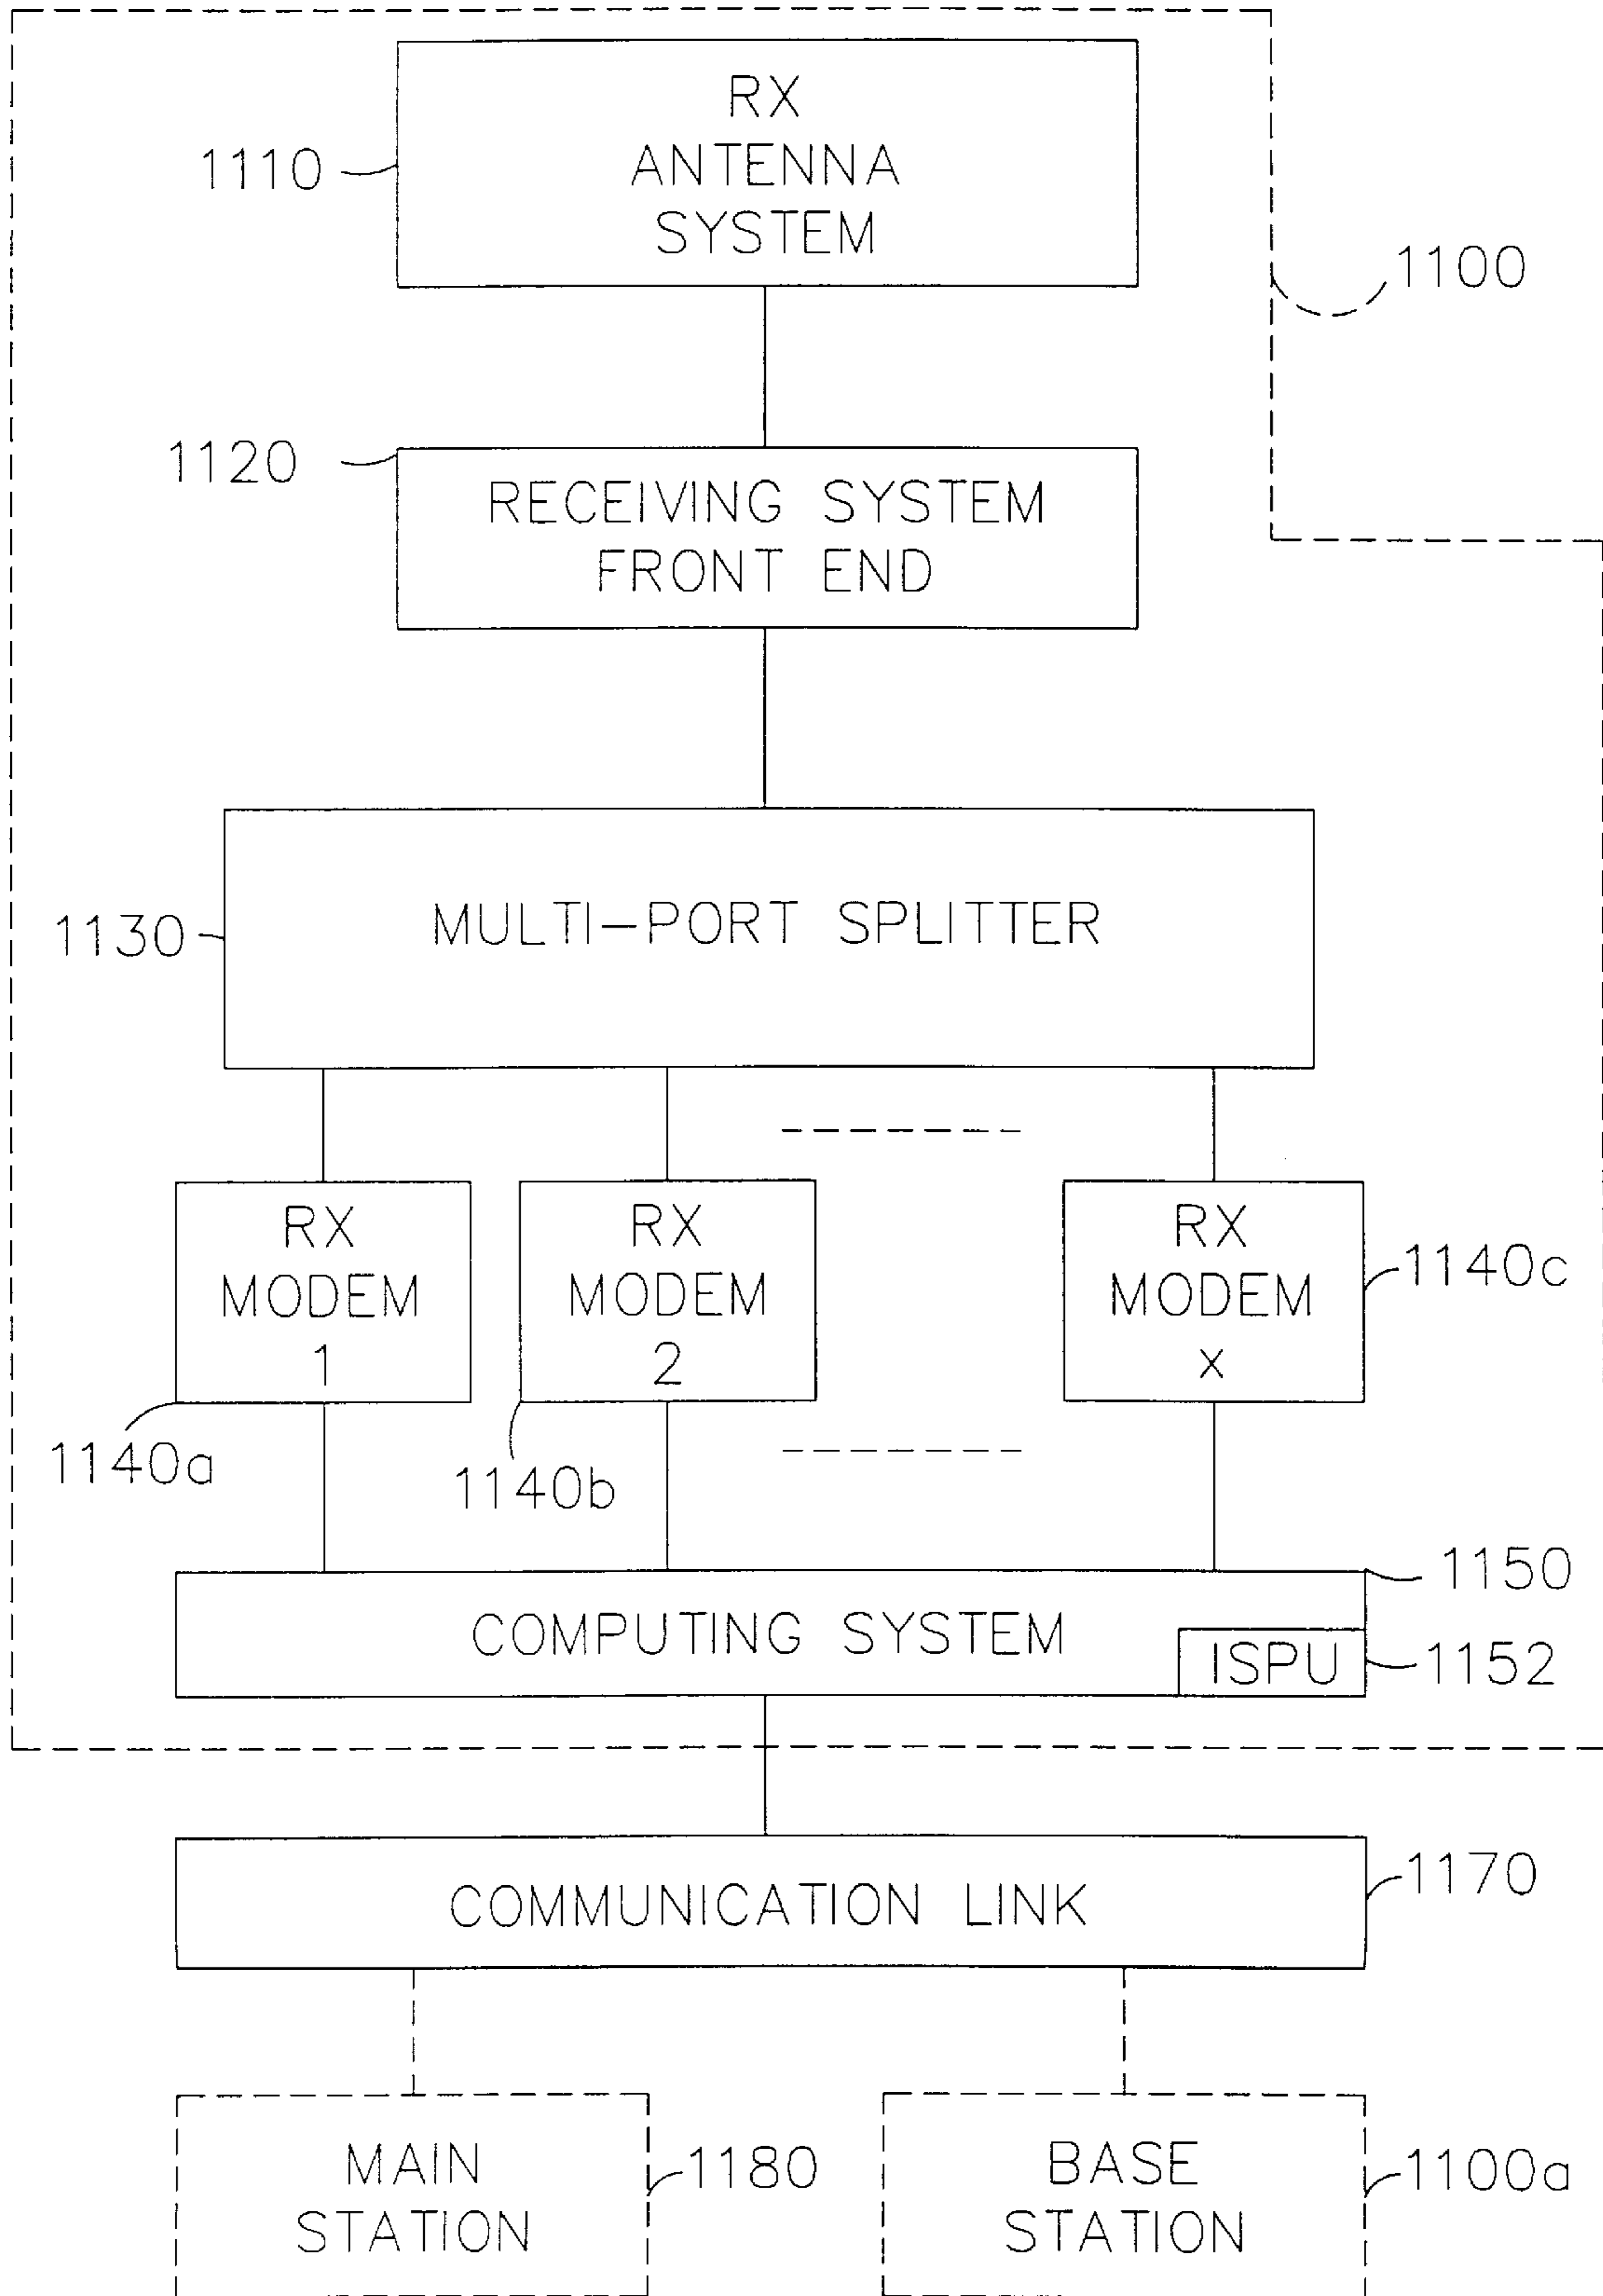 RX
ANTENNA
SYSTEM
1110
1100
1120
RECEIVING SYSTEM
FRONT END
1130
MULTI-PORT SPLITTER
RX
MODEM
1
RX
MODEM
2
RX
MODEM
x
1140c
1140a
1140b
1150
COMPUTING SYSTEM
ISPU
1152
COMMUNICATION LINK
1170
MAIN
STATION
1180
BASE
STATION
1100a